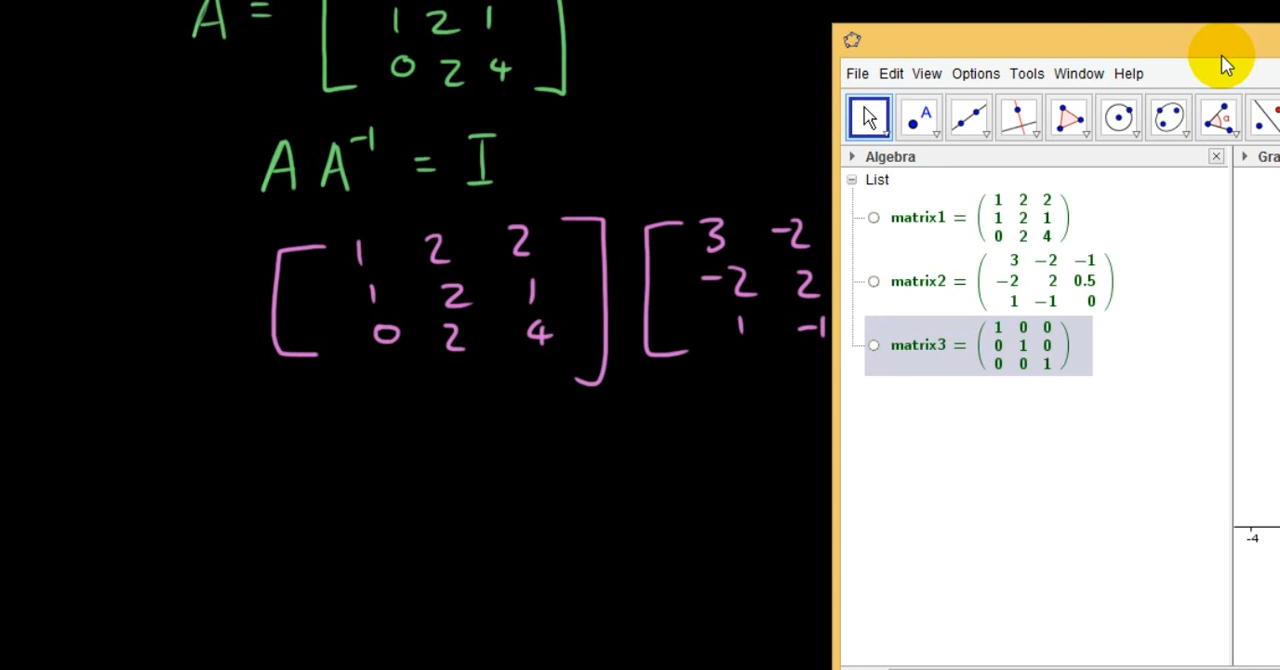 A =
1 2 1
0 2 4
A A⁻¹ = I
1 2 2
1 2 1
0 2 4
3 -2
-2 2
1 -1
File Edit View Options Tools Window Help
A
α
Algebra
Gra
List
matrix1 =
1 2 2
1 2 1
0 2 4
matrix2 =
3 −2 −1
−2 2 0.5
1 −1 0
matrix3 =
1 0 0
0 1 0
0 0 1
-4